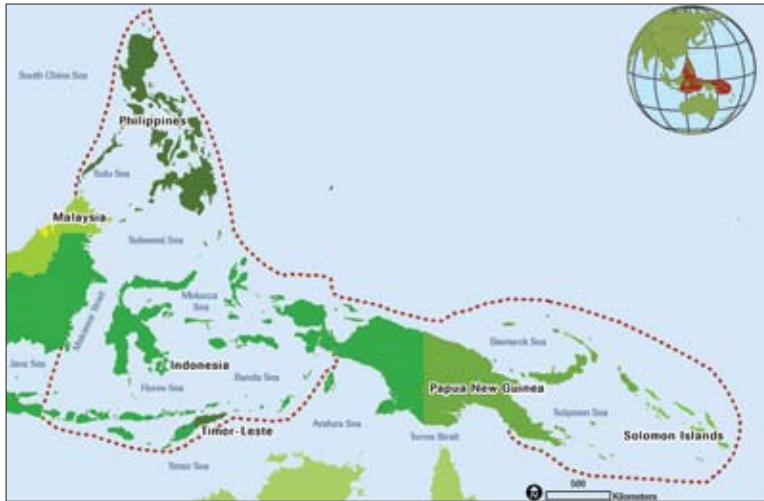 South China Sea
Philippines
Sulu Sea
Malaysia
Sulawesi Sea
Molucca
Sea
Makassar Strait
Bismarck Sea
Java Sea
Indonesia
Banda Sea
Papua New Guinea
Flores Sea
Solomon Sea
Timor-Leste
Arafura Sea
Torres Strait
Solomon Islands
Timor Sea
500
Kilometers